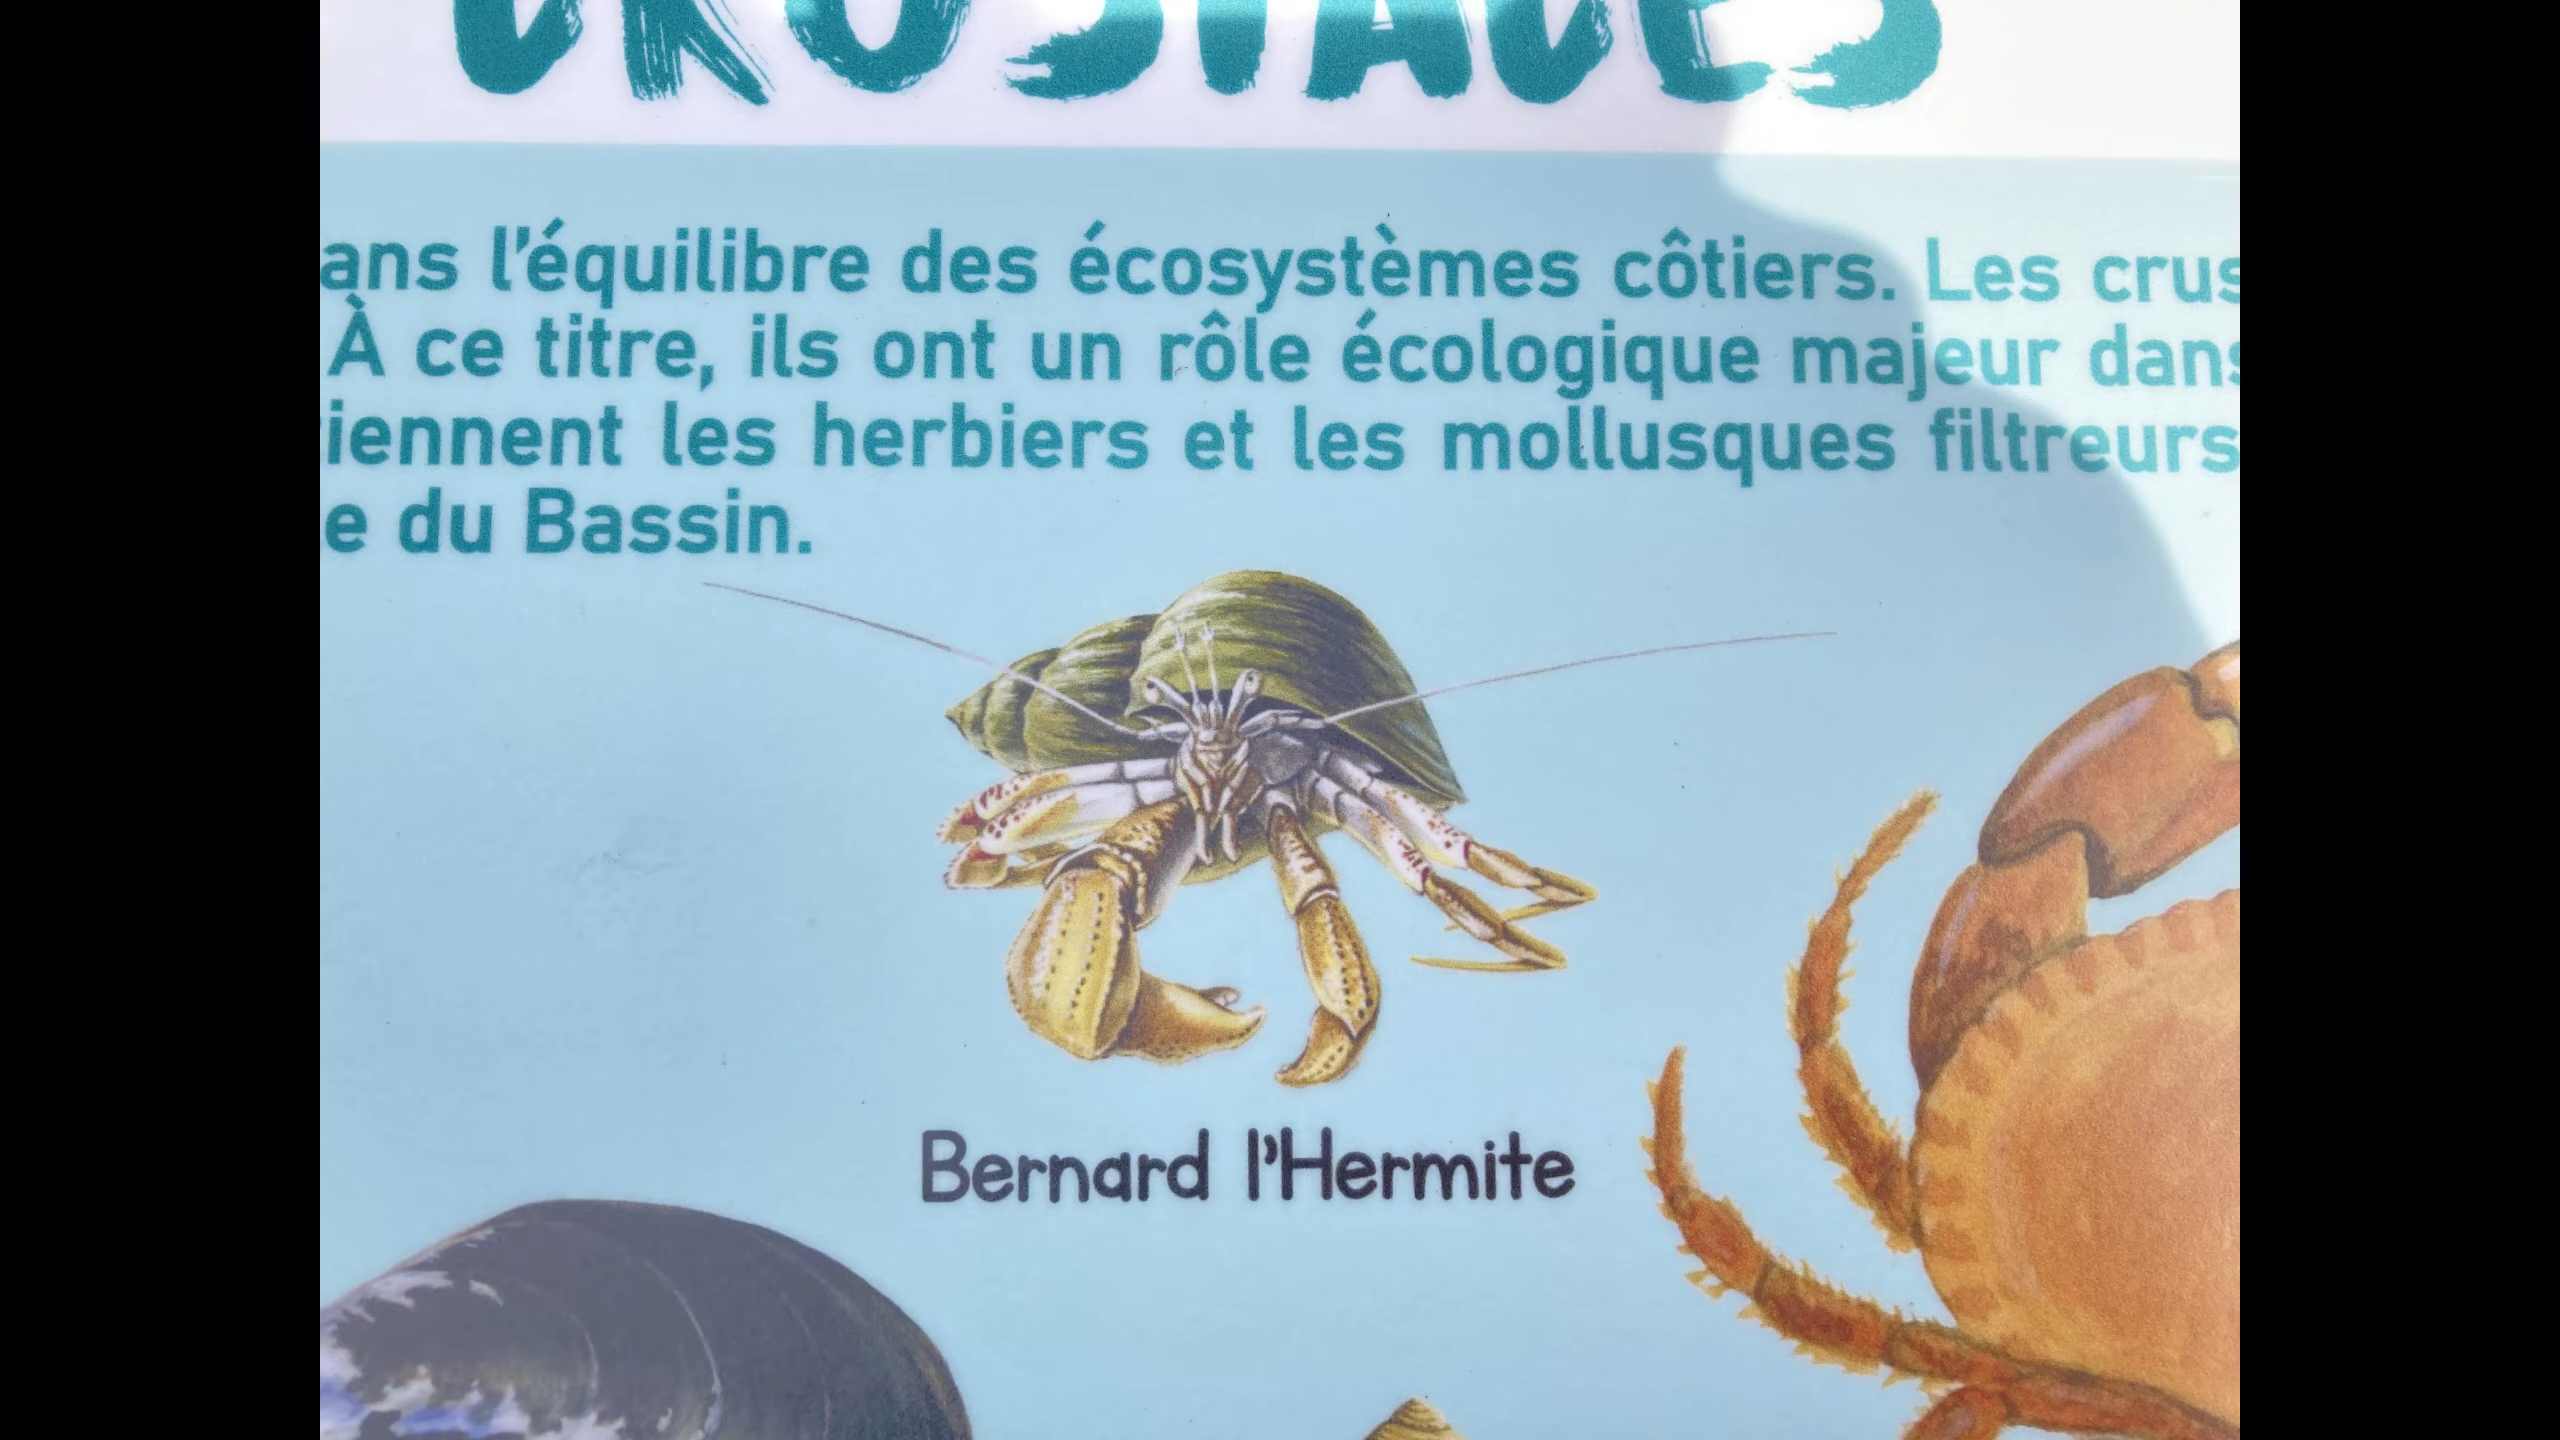 CRUSTACÉS
ans l'équilibre des écosystèmes côtiers. Les crus
À ce titre, ils ont un rôle écologique majeur dans
iennent les herbiers et les mollusques filtreurs
e du Bassin.
Bernard l'Hermite